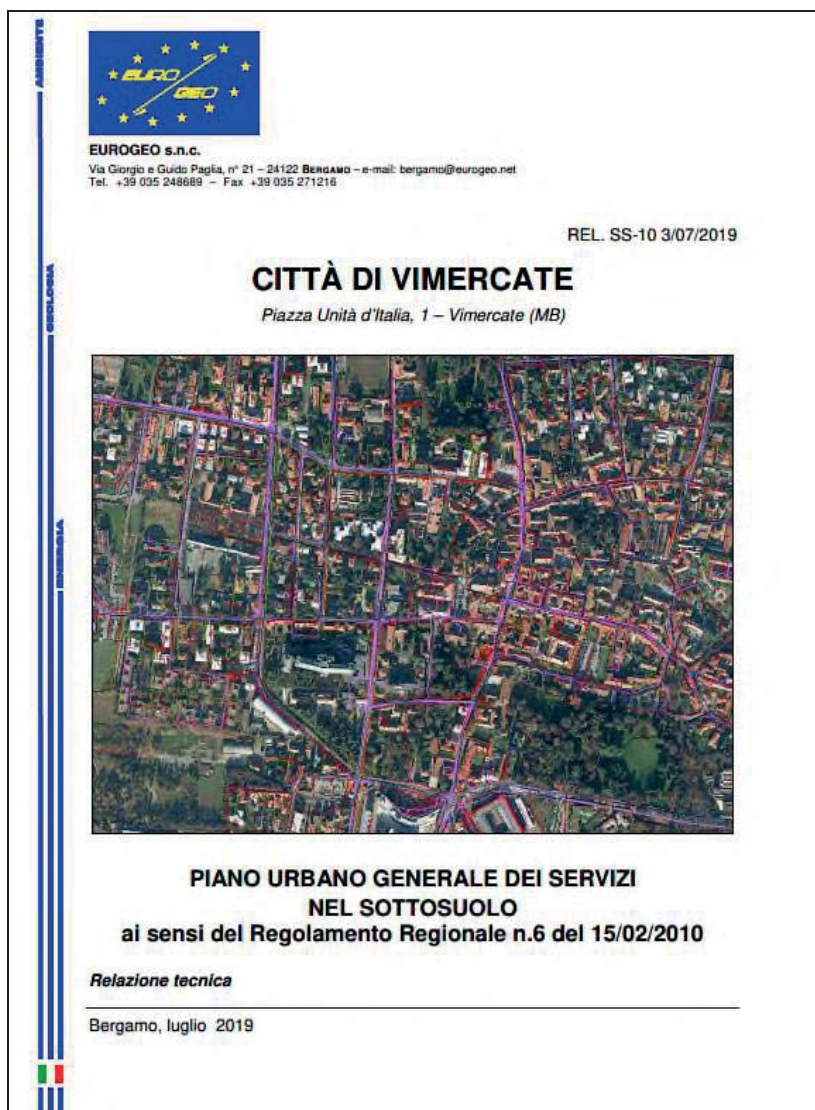 AMBIENTE
EURO
GEO
EUROGEO s.n.c.
Via Giorgio e Guido Paglia, n° 21 – 24122 BERGAMO – e-mail: bergamo@eurogeo.net
Tel. +39 035 248689 – Fax +39 035 271216
REL. SS-10 3/07/2019
GEOLOGIA
CITTÀ DI VIMERCATE
Piazza Unità d'Italia, 1 – Vimercate (MB)
ENERGIA
PIANO URBANO GENERALE DEI SERVIZI
NEL SOTTOSUOLO
ai sensi del Regolamento Regionale n.6 del 15/02/2010
Relazione tecnica
Bergamo, luglio 2019